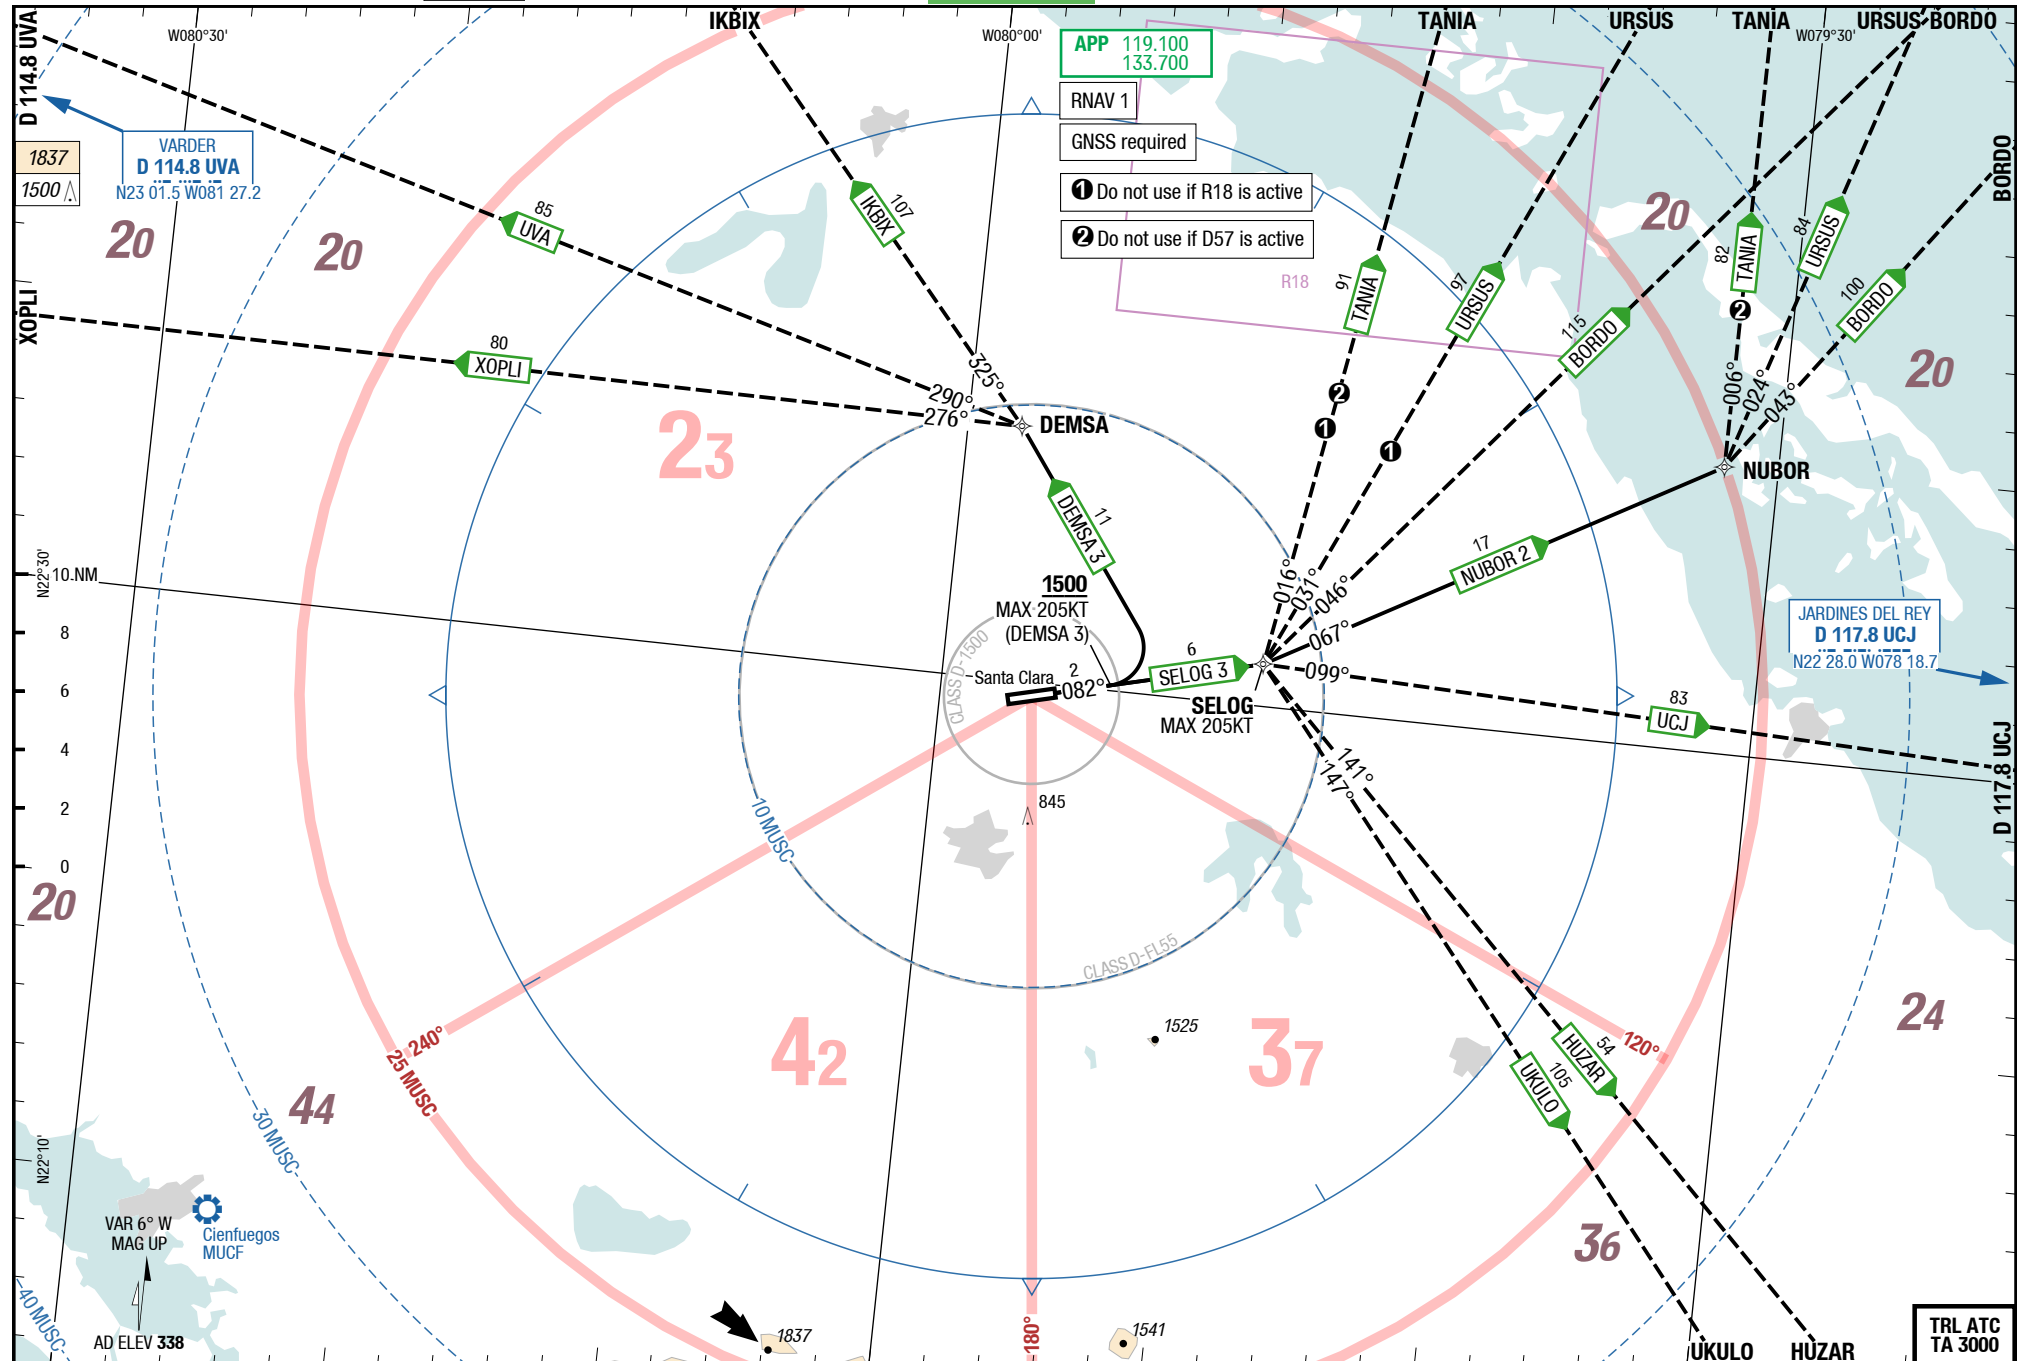 IKBIX
TANIA
URSUS
TANIA
URSUS BORDO
W080°30'
W080°00'
W079°30'
D 114.8 UVA
APP 119.100
133.700
RNAV 1
GNSS required
❶ Do not use if R18 is active
❷ Do not use if D57 is active
VARDER
D 114.8 UVA
N23 01.5 W081 27.2
1837
1500
BORDO
20
20
20
20
85
UVA
IKBIX
107
R18
91
TANIA
97
URSUS
115
BORDO
82
TANIA
84
URSUS
100
BORDO
❷
XOPLI
80
XOPLI
325°
290°
276°
DEMSA
❷
❶
❶
006°
024°
043°
NUBOR
23
11
DEMSA 3
17
NUBOR 2
N22°30'
10 NM
8
6
4
2
0
1500
MAX 205KT
(DEMSA 3)
CLASS D-1500
Santa Clara
2
082°
6
SELOG 3
SELOG
MAX 205KT
016°
031°
046°
067°
099°
141°
147°
JARDINES DEL REY
D 117.8 UCJ
N22 28.0 W078 18.7
83
UCJ
D 117.8 UCJ
845
10 MUSC
20
CLASS D-FL55
1525
42
37
24
240°
25 MUSC
120°
54
HUZAR
105
UKULO
44
30 MUSC
N22°10'
VAR 6° W
MAG UP
Cienfuegos
MUCF
36
40 MUSC
AD ELEV 338
1837
180°
1541
TRL ATC
TA 3000
UKULO
HUZAR